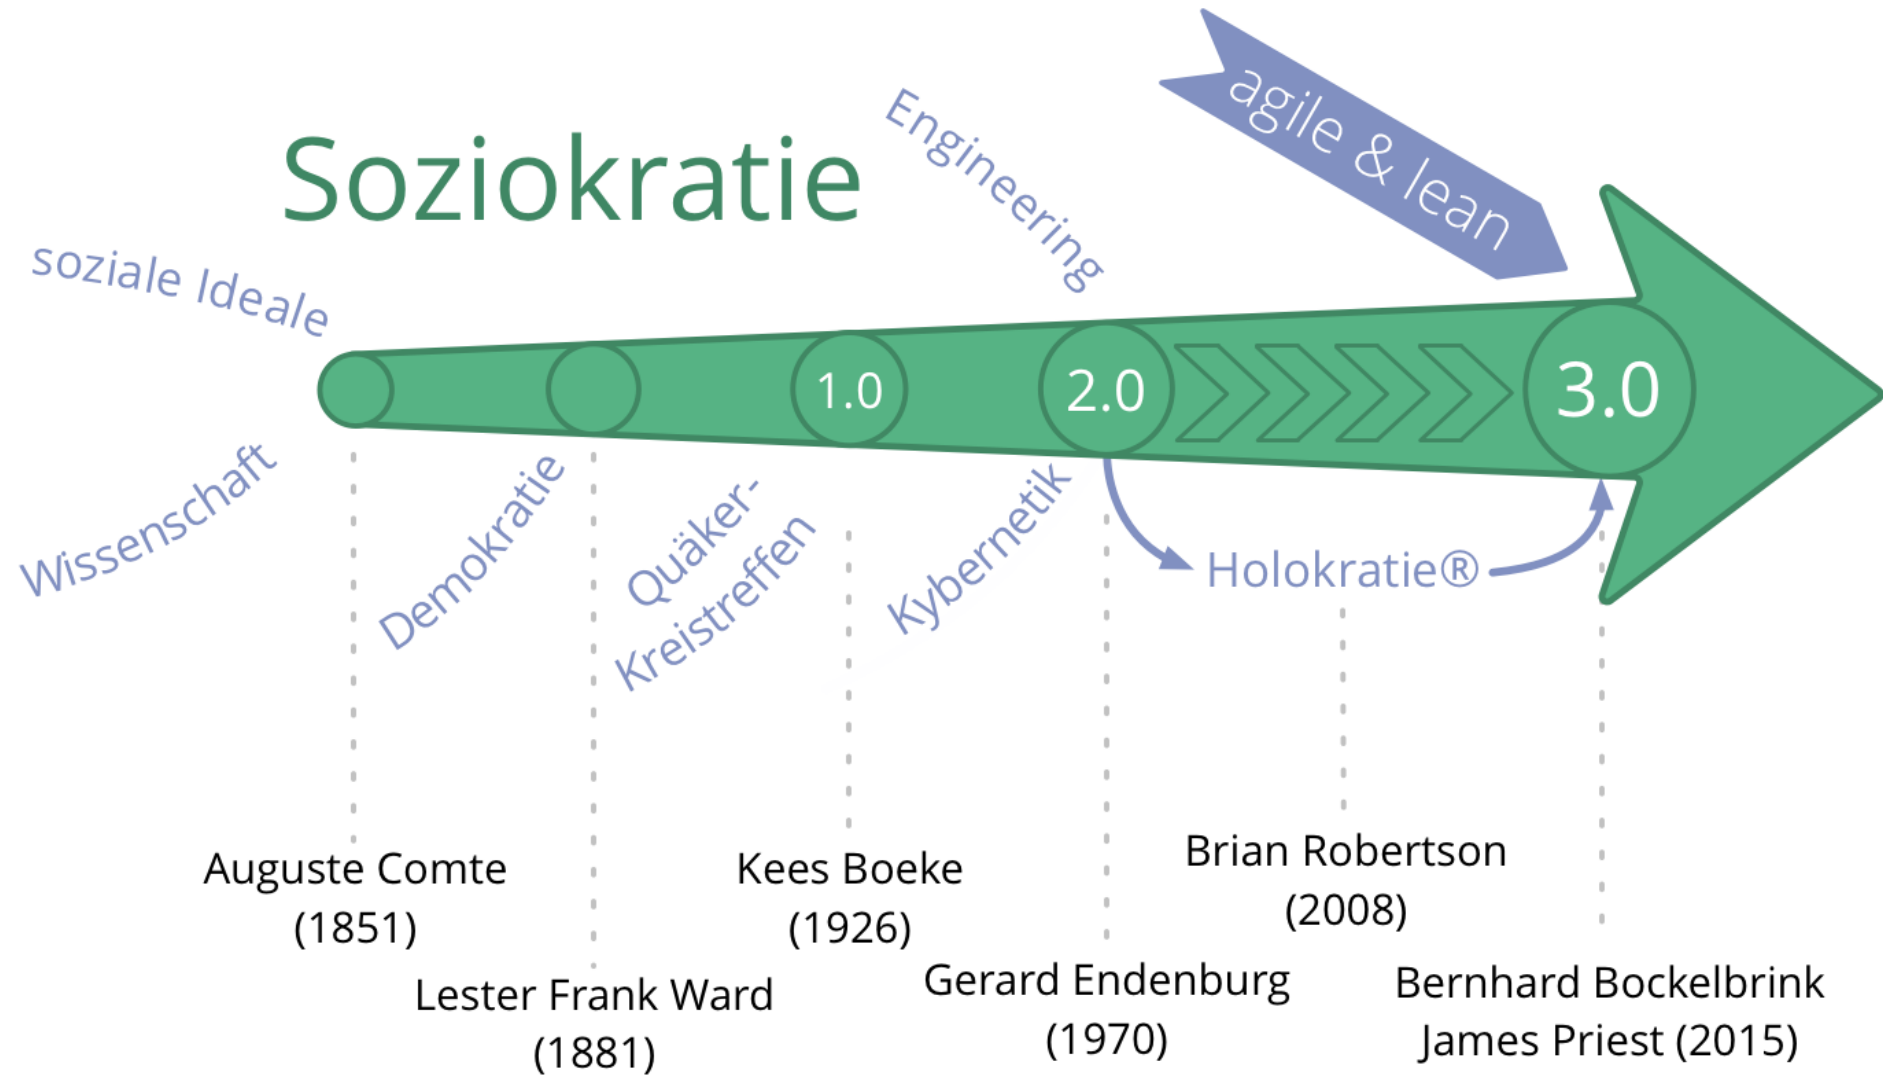 Soziokratie
soziale Ideale
Wissenschaft
Demokratie
Quäker-
Kreistreffen
Engineering
Kybernetik
agile & lean
1.0
2.0
3.0
Holokratie®
Auguste Comte
(1851)
Lester Frank Ward
(1881)
Kees Boeke
(1926)
Gerard Endenburg
(1970)
Brian Robertson
(2008)
Bernhard Bockelbrink
James Priest (2015)